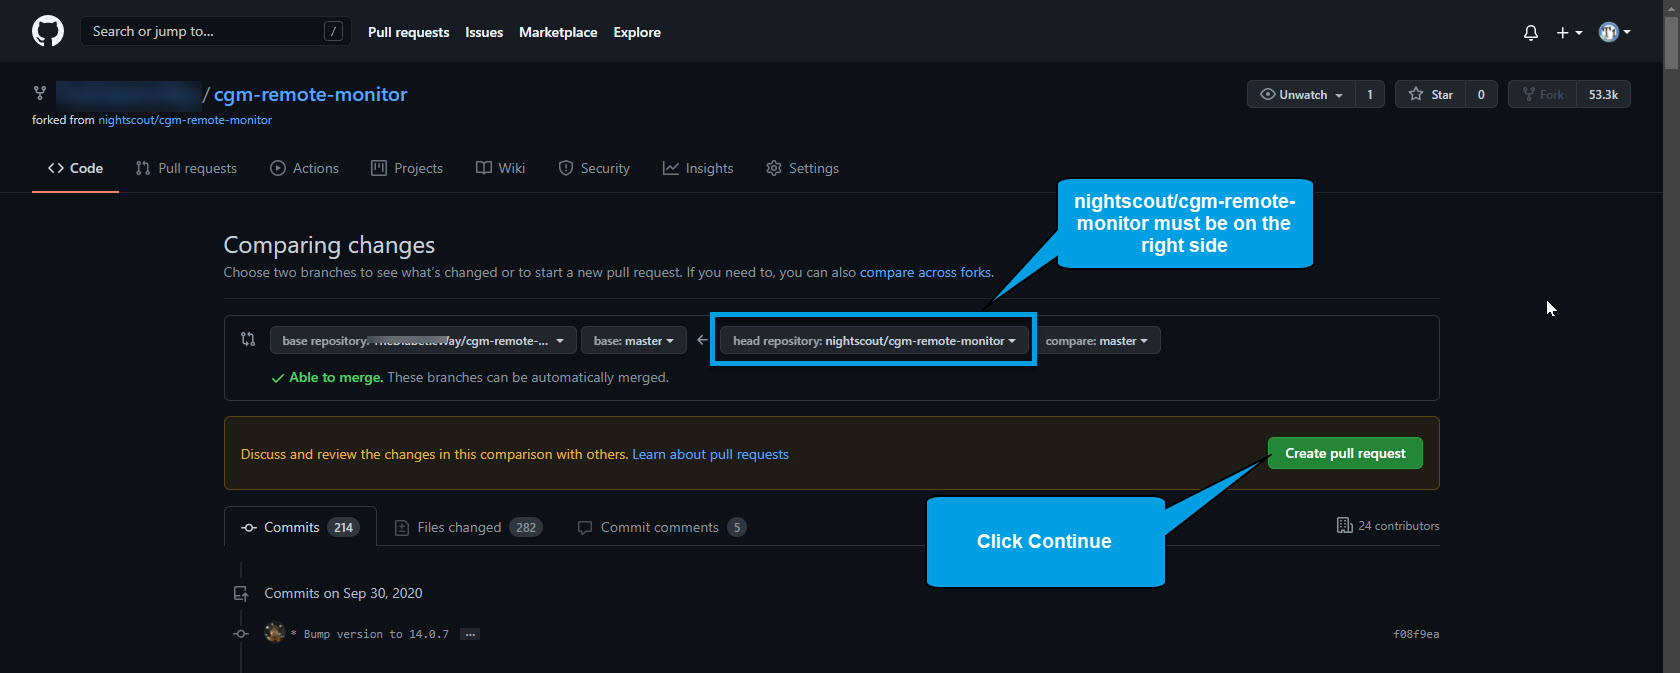 Search or jump to... /
Pull requests Issues Marketplace Explore
/ cgm-remote-monitor
Unwatch 1 Star 0 Fork 53.3k
forked from nightscout/cgm-remote-monitor
Code Pull requests Actions Projects Wiki Security Insights Settings
nightscout/cgm-remote-
monitor must be on the
right side
Comparing changes
Choose two branches to see what's changed or to start a new pull request. If you need to, you can also compare across forks.
base repository: /cgm-remote-... base: master head repository: nightscout/cgm-remote-monitor compare: master
Able to merge. These branches can be automatically merged.
Discuss and review the changes in this comparison with others. Learn about pull requests
Create pull request
Click Continue
Commits 214 Files changed 282 Commit comments 5 24 contributors
Commits on Sep 30, 2020
* Bump version to 14.0.7 ... f08f9ea